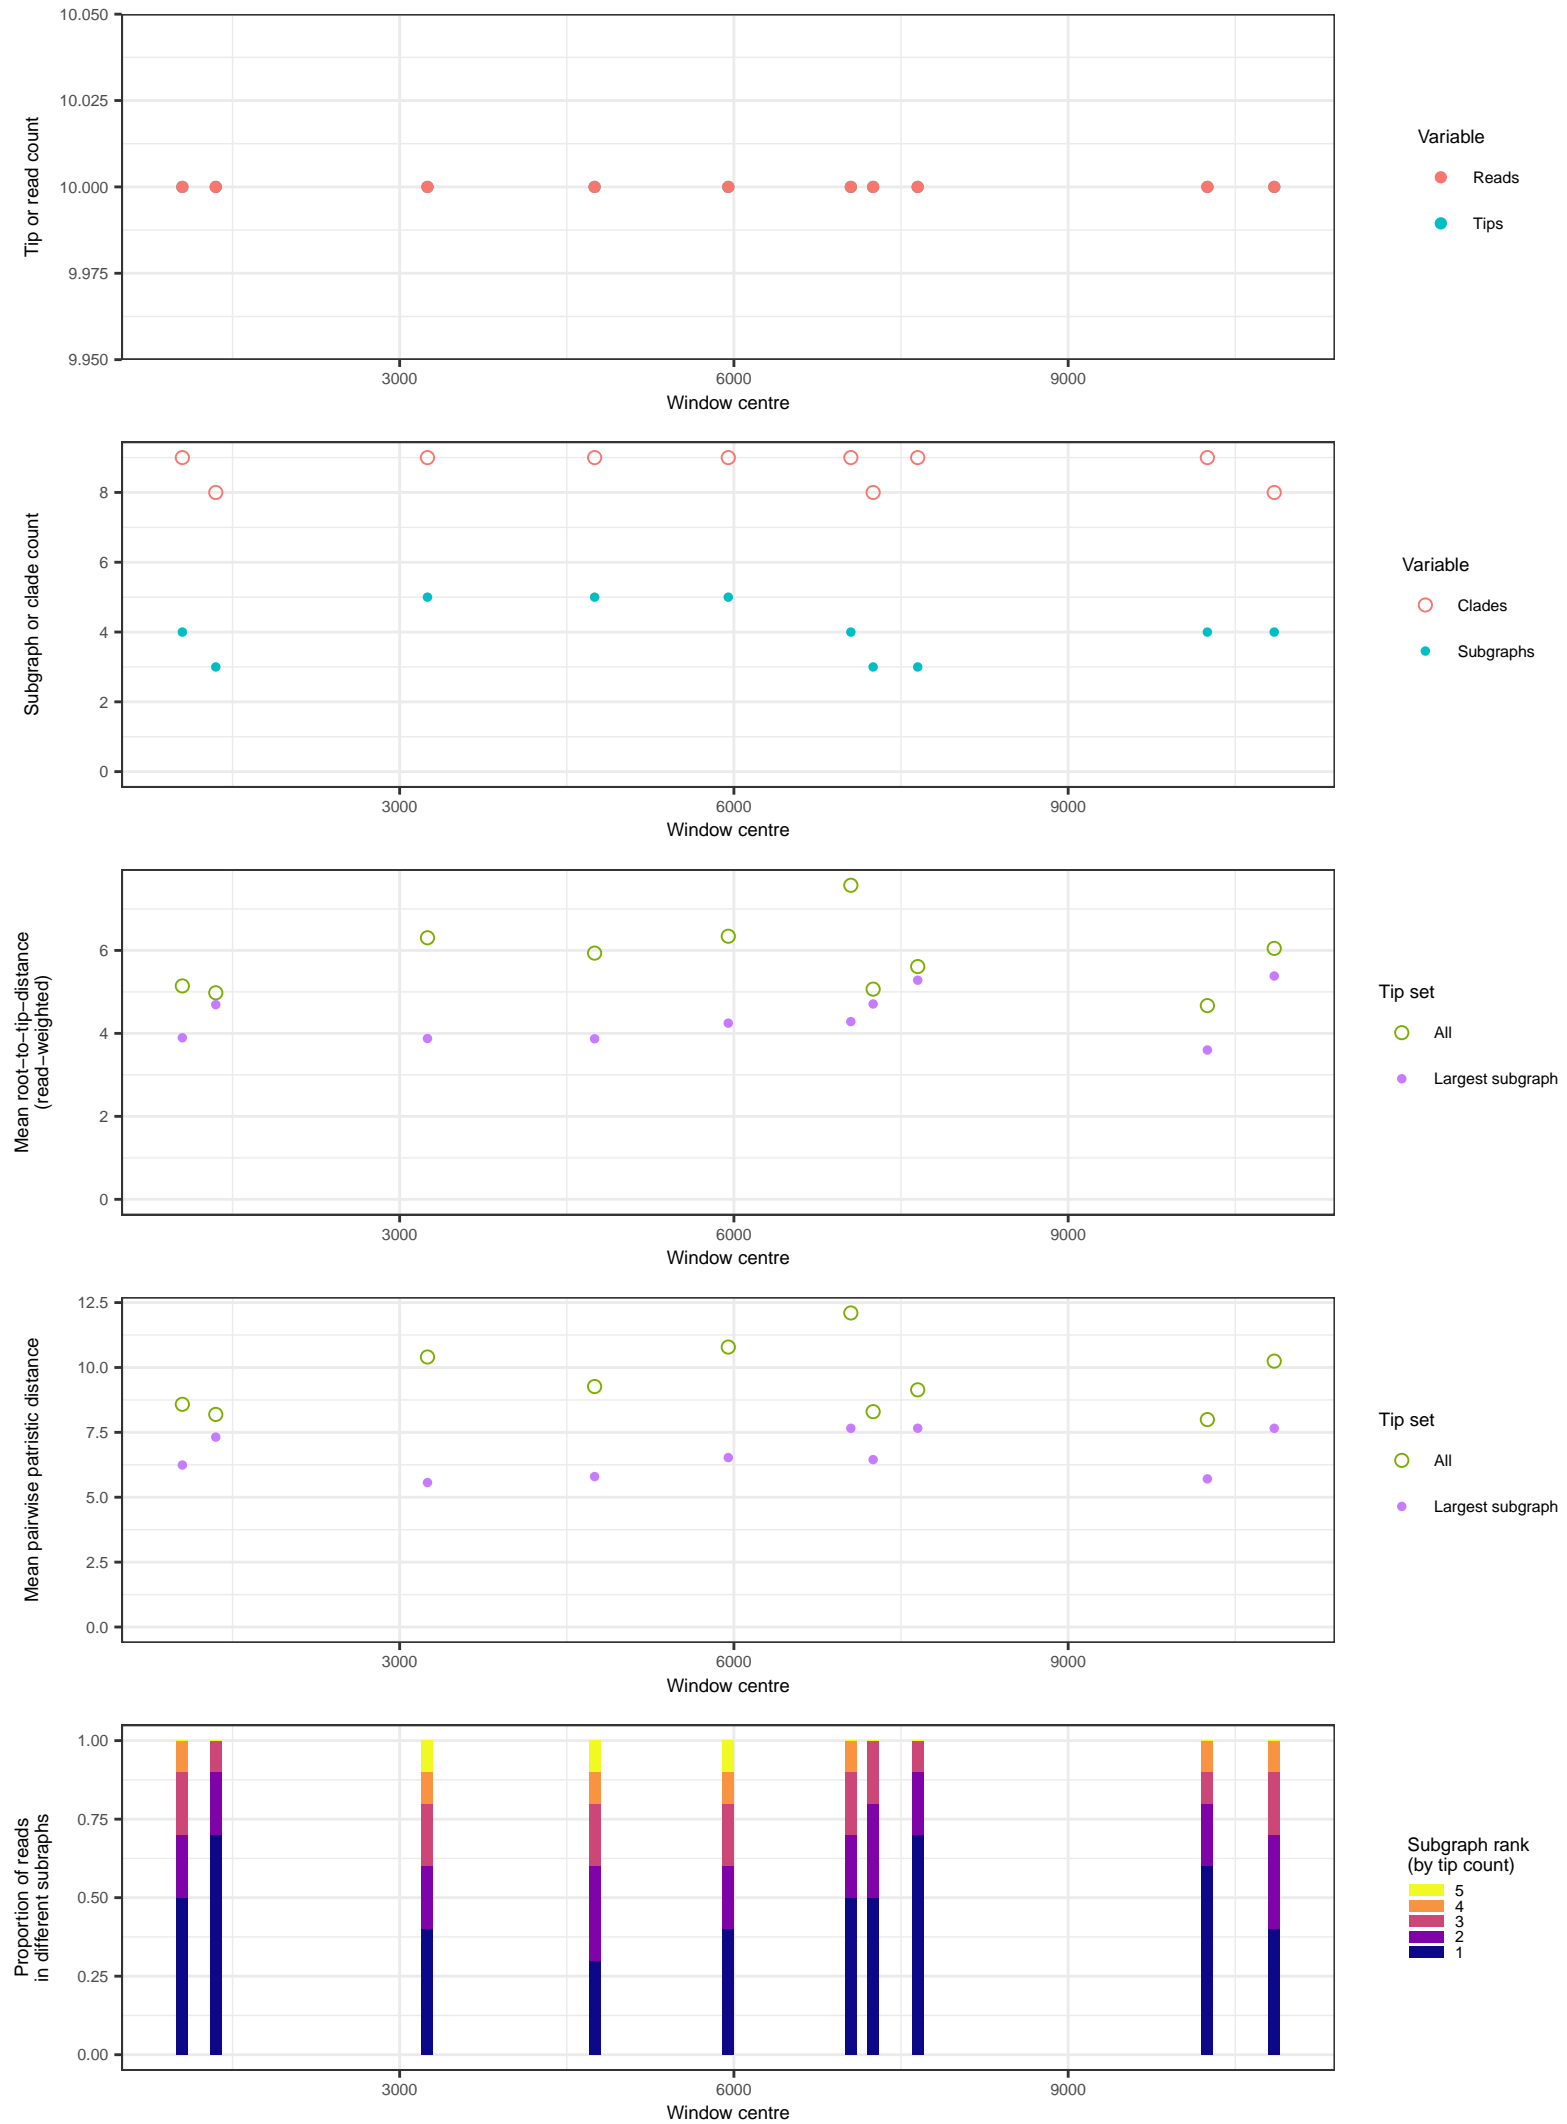 10.050
10.025
10.000
9.975
9.950
Tip or read count
3000
6000
9000
Window centre
Variable
Reads
Tips
8
6
4
2
0
Subgraph or clade count
3000
6000
9000
Window centre
Variable
Clades
Subgraphs
6
4
2
0
Mean root−to−tip−distance
(read−weighted)
3000
6000
9000
Window centre
Tip set
All
Largest subgraph
12.5
10.0
7.5
5.0
2.5
0.0
Mean pairwise patristic distance
3000
6000
9000
Window centre
Tip set
All
Largest subgraph
1.00
0.75
0.50
0.25
0.00
Proportion of reads
in different subraphs
3000
6000
9000
Window centre
Subgraph rank
(by tip count)
5
4
3
2
1